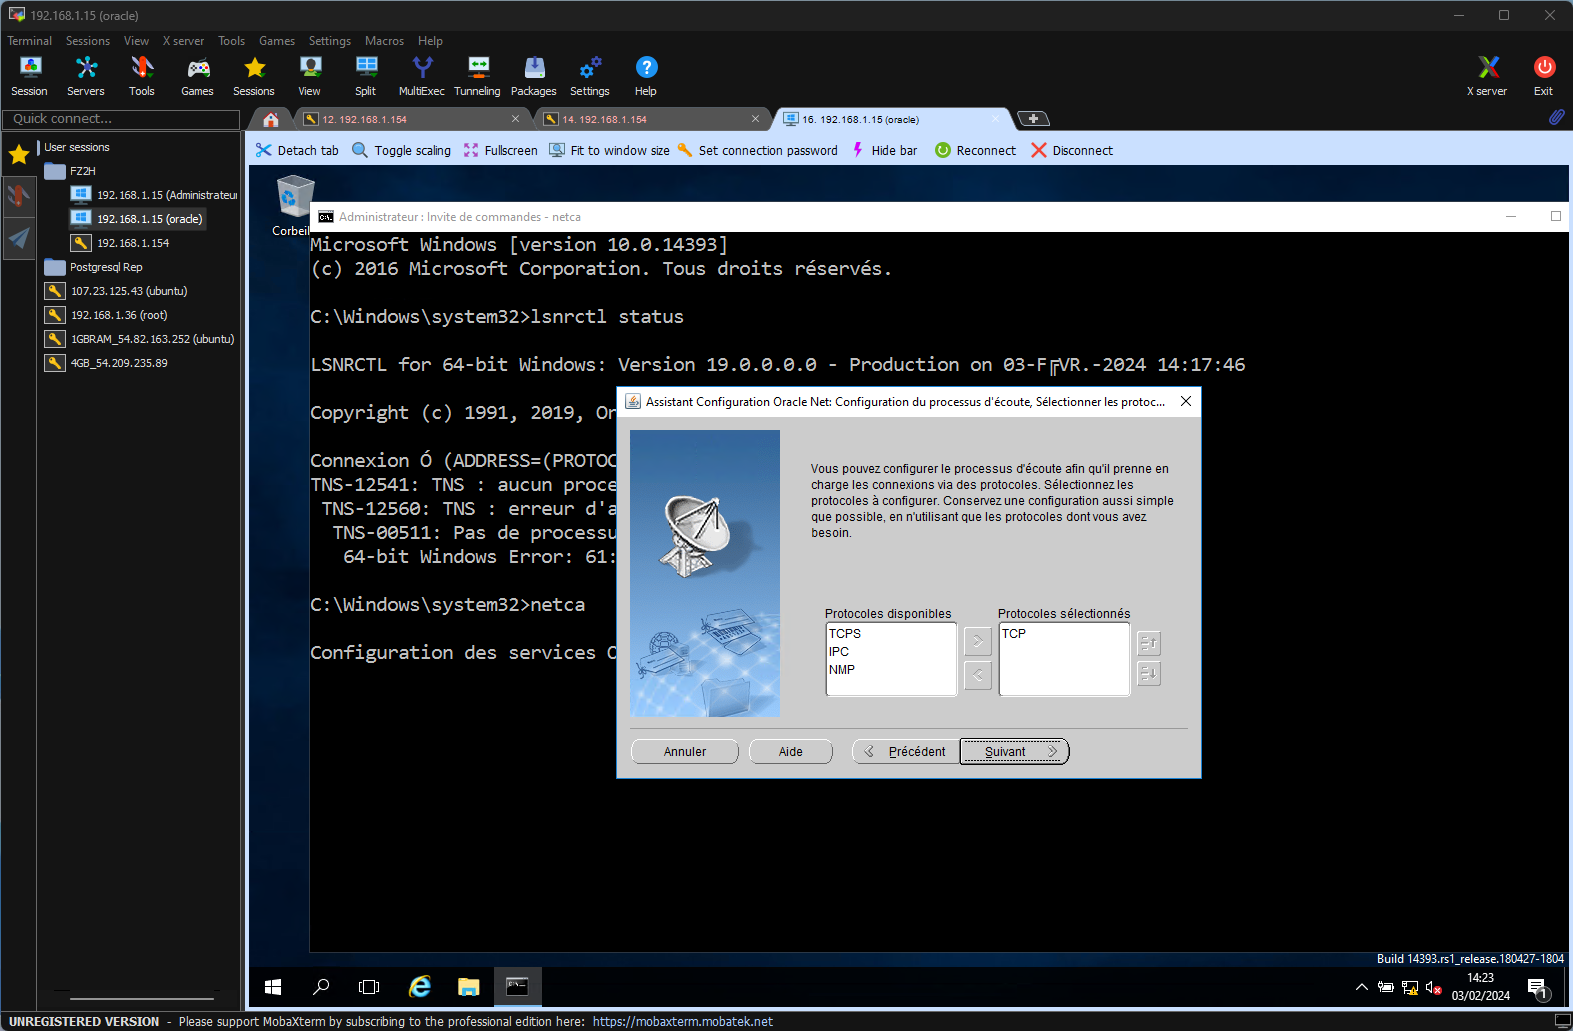 192.168.1.15 (oracle)
Terminal Sessions View X server Tools Games Settings Macros Help
Session Servers Tools Games Sessions View Split MultiExec Tunneling Packages Settings Help X server Exit
Quick connect...
12. 192.168.1.154
14. 192.168.1.154
16. 192.168.1.15 (oracle)
User sessions
FZ2H
192.168.1.15 (Administrateur
192.168.1.15 (oracle)
192.168.1.154
Postgresql Rep
107.23.125.43 (ubuntu)
192.168.1.36 (root)
1GBRAM_54.82.163.252 (ubuntu)
4GB_54.209.235.89
Detach tab Toggle scaling Fullscreen Fit to window size Set connection password Hide bar Reconnect Disconnect
Corbeil
Administrateur : Invite de commandes - netca
Microsoft Windows [version 10.0.14393]
(c) 2016 Microsoft Corporation. Tous droits réservés.
C:\Windows\system32>lsnrctl status
LSNRCTL for 64-bit Windows: Version 19.0.0.0.0 - Production on 03-F╔VR.-2024 14:17:46
Copyright (c) 1991, 2019, Or
Connexion Ó (ADDRESS=(PROTOC
TNS-12541: TNS : aucun proce
TNS-12560: TNS : erreur d'a
TNS-00511: Pas de processu
64-bit Windows Error: 61:
C:\Windows\system32>netca
Configuration des services O
Assistant Configuration Oracle Net: Configuration du processus d'écoute, Sélectionner les protoc...
Vous pouvez configurer le processus d'écoute afin qu'il prenne en
charge les connexions via des protocoles. Sélectionnez les
protocoles à configurer. Conservez une configuration aussi simple
que possible, en n'utilisant que les protocoles dont vous avez
besoin.
Protocoles disponibles
TCPS
IPC
NMP
Protocoles sélectionnés
TCP
Annuler Aide Précédent Suivant
Build 14393.rs1_release.180427-1804
14:23
03/02/2024
1
UNREGISTERED VERSION - Please support MobaXterm by subscribing to the professional edition here: https://mobaxterm.mobatek.net